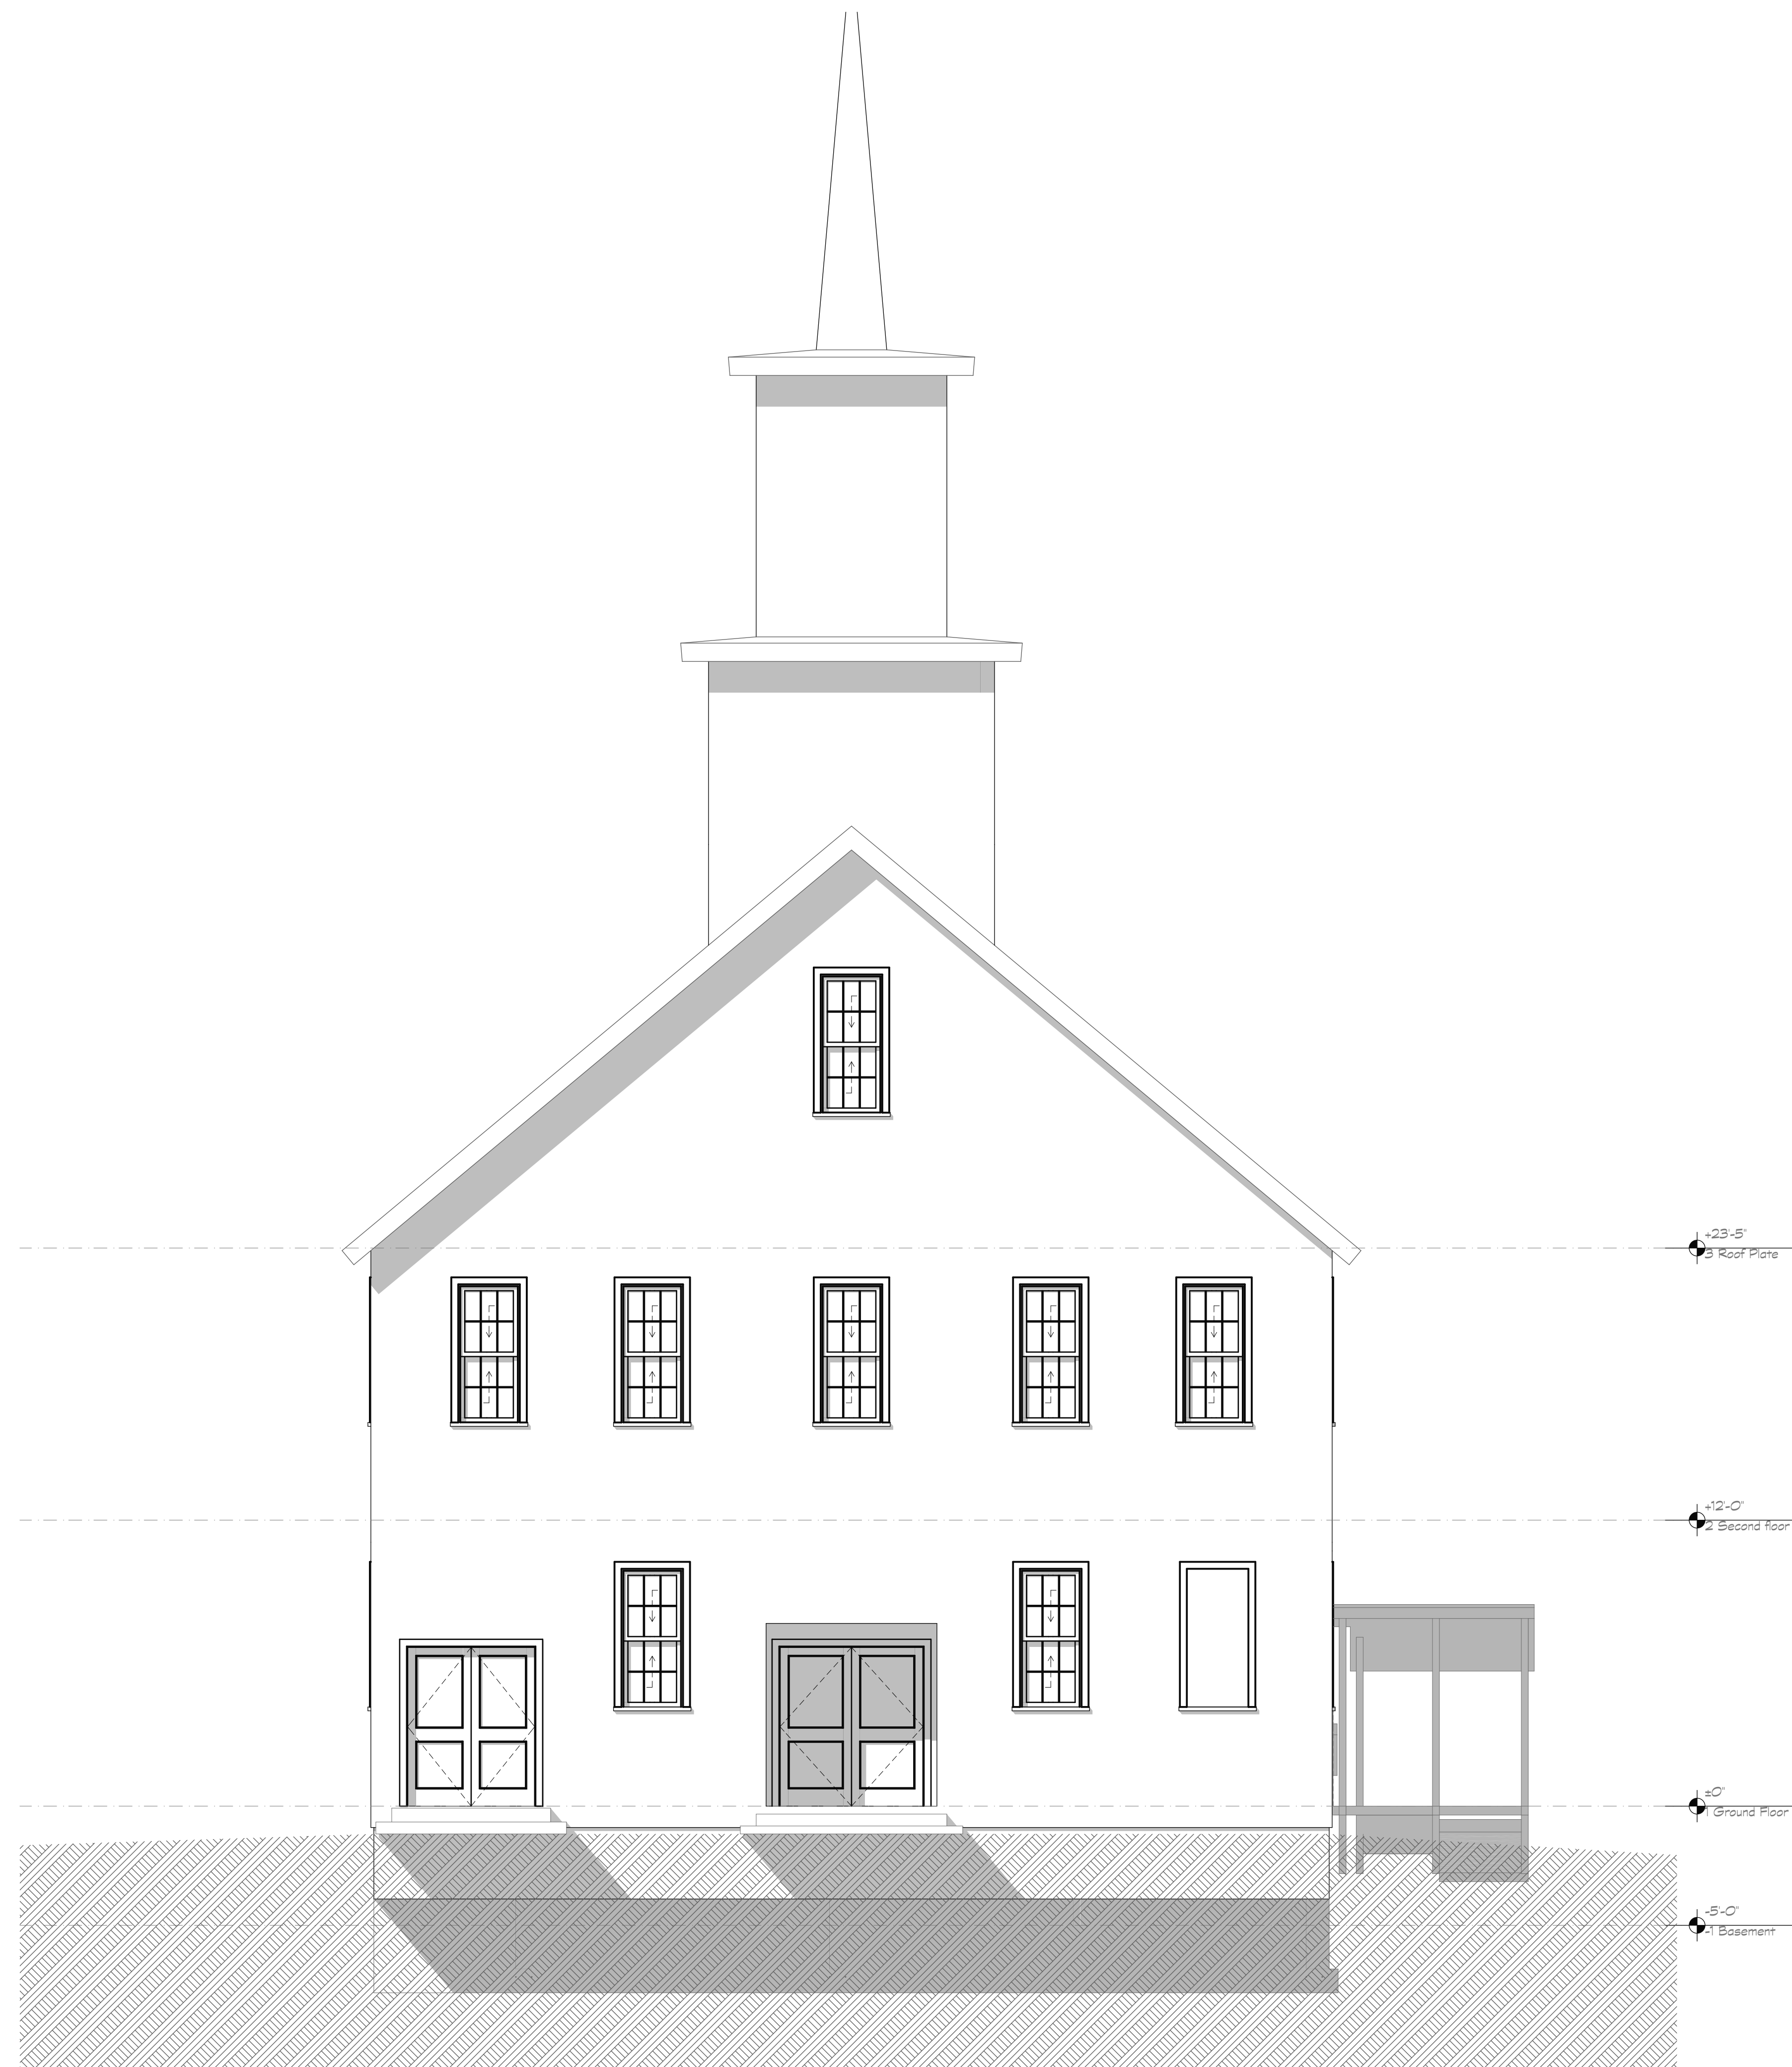 +23'-5"
3 Roof Plate
+12'-0"
2 Second floor
±0"
1 Ground Floor
-5'-0"
-1 Basement